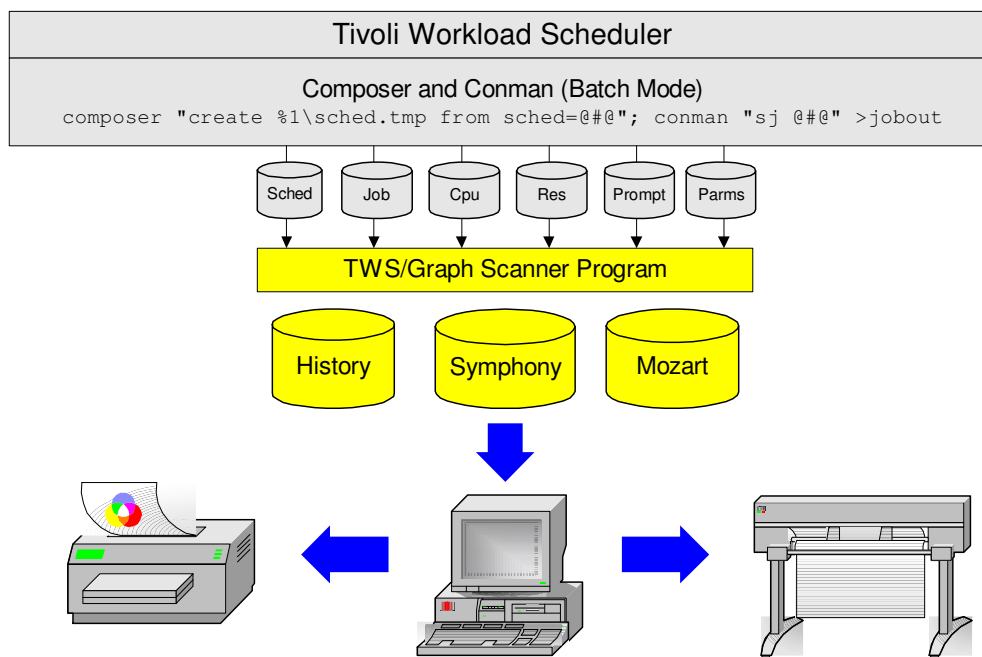 Tivoli Workload Scheduler
Composer and Conman (Batch Mode)
composer "create %1\sched.tmp from sched=@#@"; conman "sj @#@" >jobout
Sched
Job
Cpu
Res
Prompt
Parms
TWS/Graph Scanner Program
History
Symphony
Mozart